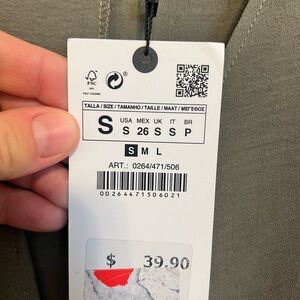 FSC
TALLA / SIZE / TAMANHO / TAILLE / MAAT /
S
USA MEX UK IT BR
S 26 S S P
S M L
ART.: 0264/471/506
00264471506021
$ 39.90